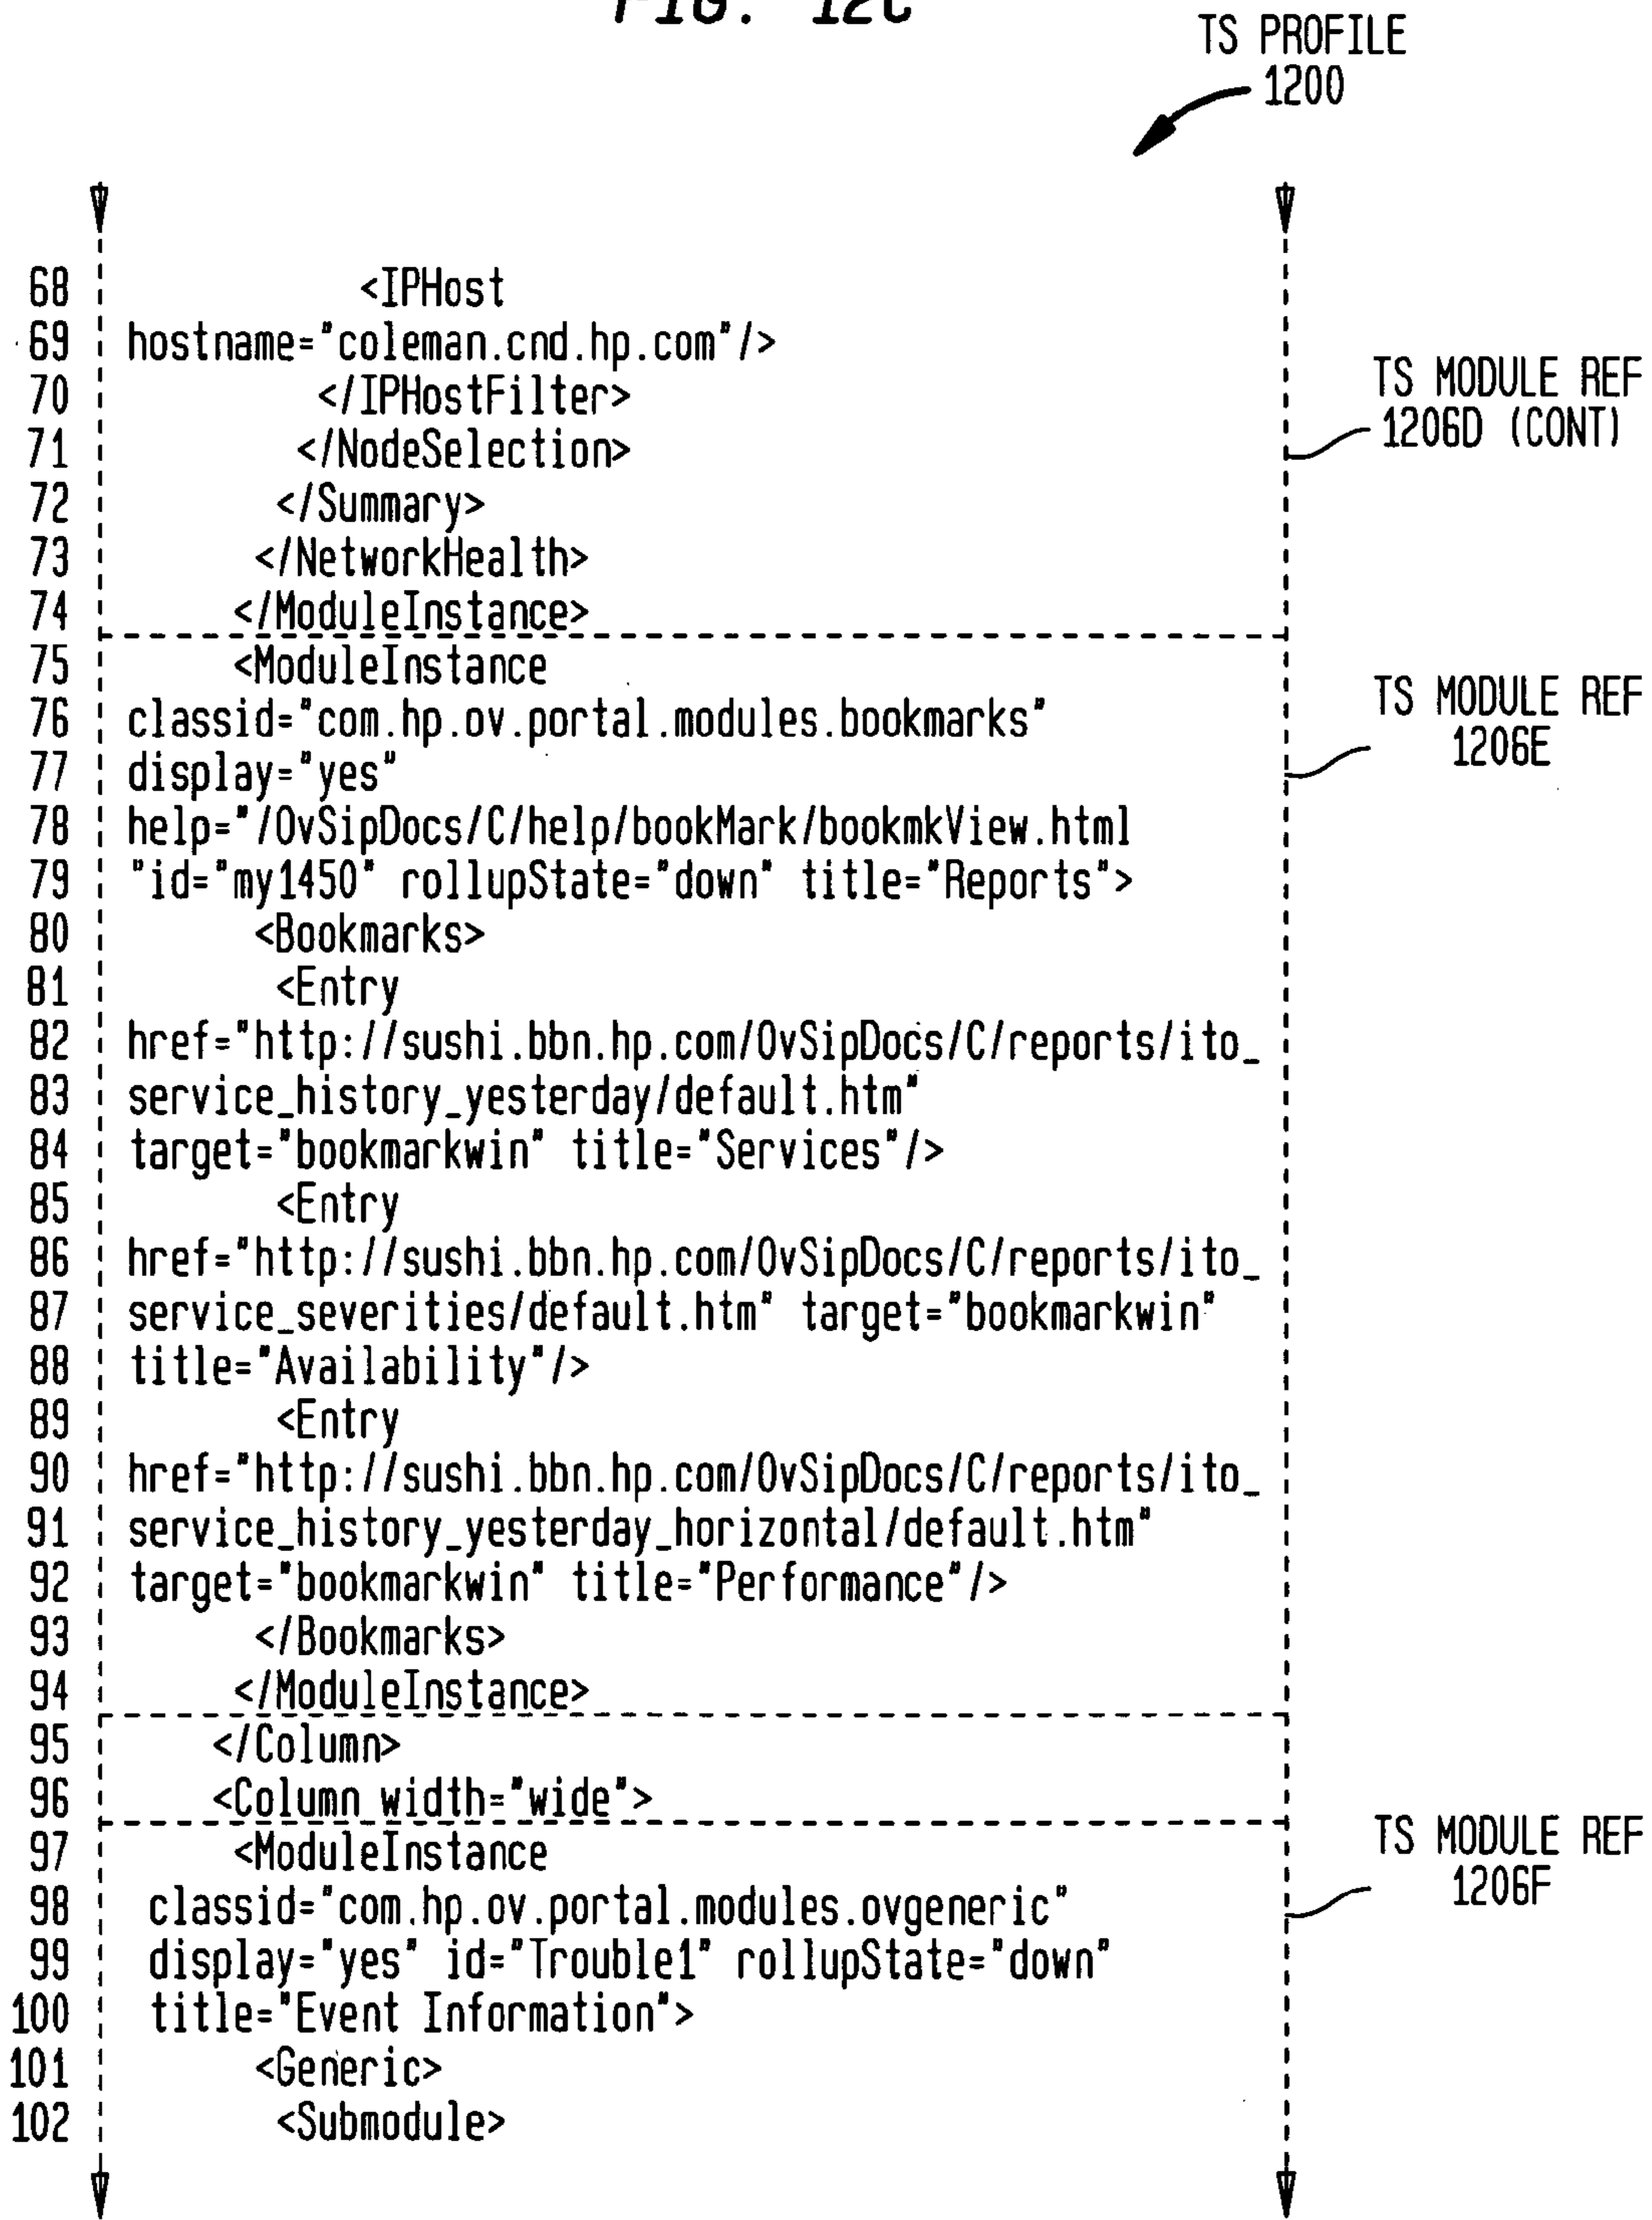 FIG. 12C
TS PROFILE
1200
68 <IPHost
69 hostname="coleman.cnd.hp.com"/>
70 </IPHostFilter>
71 </NodeSelection>
72 </Summary>
73 </NetworkHealth>
74 </ModuleInstance>
TS MODULE REF
1206D (CONT)
75 <ModuleInstance
76 classid="com.hp.ov.portal.modules.bookmarks"
77 display="yes"
78 help="/OvSipDocs/C/help/bookMark/bookmkView.html
79 "id="my1450" rollupState="down" title="Reports">
80 <Bookmarks>
81 <Entry
82 href="http://sushi.bbn.hp.com/OvSipDocs/C/reports/ito_
83 service_history_yesterday/default.htm"
84 target="bookmarkwin" title="Services"/>
85 <Entry
86 href="http://sushi.bbn.hp.com/OvSipDocs/C/reports/ito_
87 service_severities/default.htm" target="bookmarkwin"
88 title="Availability"/>
89 <Entry
90 href="http://sushi.bbn.hp.com/OvSipDocs/C/reports/ito_
91 service_history_yesterday_horizontal/default.htm"
92 target="bookmarkwin" title="Performance"/>
93 </Bookmarks>
94 </ModuleInstance>
TS MODULE REF
1206E
95 </Column>
96 <Column width="wide">
97 <ModuleInstance
98 classid="com.hp.ov.portal.modules.ovgeneric"
99 display="yes" id="Trouble1" rollupState="down"
100 title="Event Information">
101 <Generic>
102 <Submodule>
TS MODULE REF
1206F